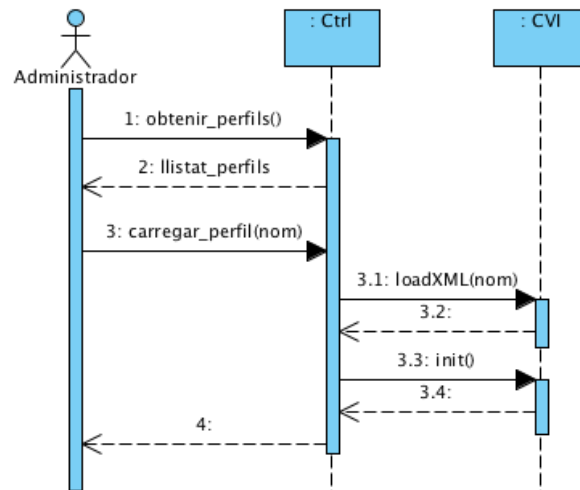 : Ctrl
: CVI
Administrador
1: obtenir_perfils()
2: llistat_perfils
3: carregar_perfil(nom)
3.1: loadXML(nom)
3.2:
3.3: init()
3.4:
4: